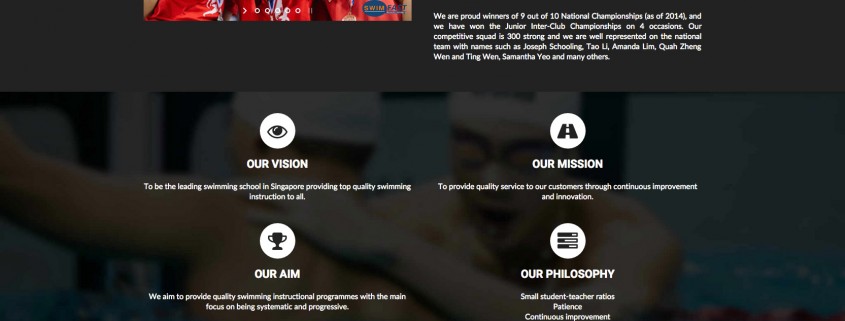 SWIMFAST
We are proud winners of 9 out of 10 National Championships (as of 2014), and
we have won the Junior Inter-Club Championships on 4 occasions. Our
competitive squad is 300 strong and we are well represented on the national
team with names such as Joseph Schooling, Tao Li, Amanda Lim, Quah Zheng
Wen and Ting Wen, Samantha Yeo and many others.
OUR VISION
To be the leading swimming school in Singapore providing top quality swimming
instruction to all.
OUR MISSION
To provide quality service to our customers through continuous improvement
and innovation.
OUR AIM
We aim to provide quality swimming instructional programmes with the main
focus on being systematic and progressive.
OUR PHILOSOPHY
Small student-teacher ratios
Patience
Continuous improvement